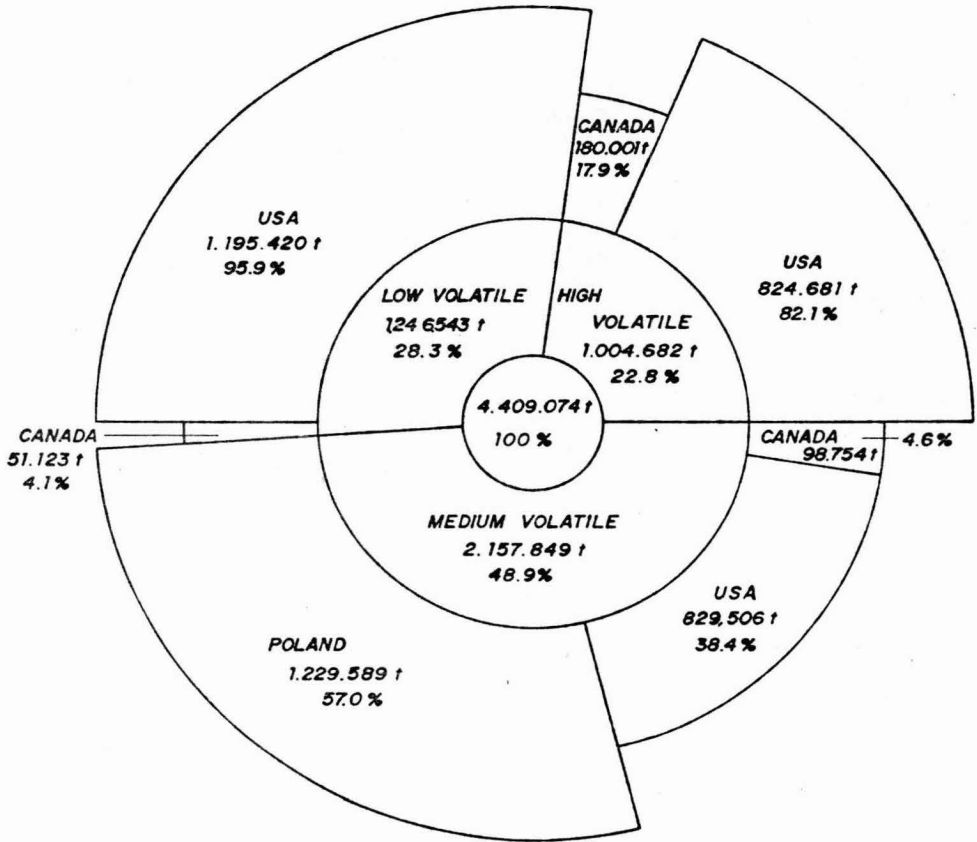 CANADA
180.001 t
17.9 %
USA
1.195.420 t
95.9 %
USA
824.681 t
82.1 %
LOW VOLATILE
1,246543 t
28.3 %
HIGH
VOLATILE
1.004.682 t
22.8 %
4.409.074 t
100 %
CANADA
51.123 t
4.1 %
CANADA
98.754 t
4.6 %
MEDIUM VOLATILE
2.157.849 t
48.9%
USA
829,506 t
38.4 %
POLAND
1.229.589 t
57.0 %